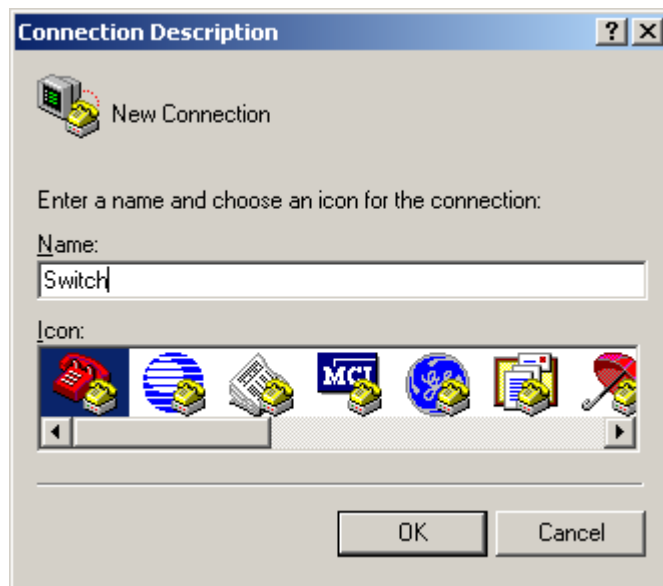 Connection Description
New Connection
Enter a name and choose an icon for the connection:
Name:
Switch
Icon:
MCI
OK Cancel